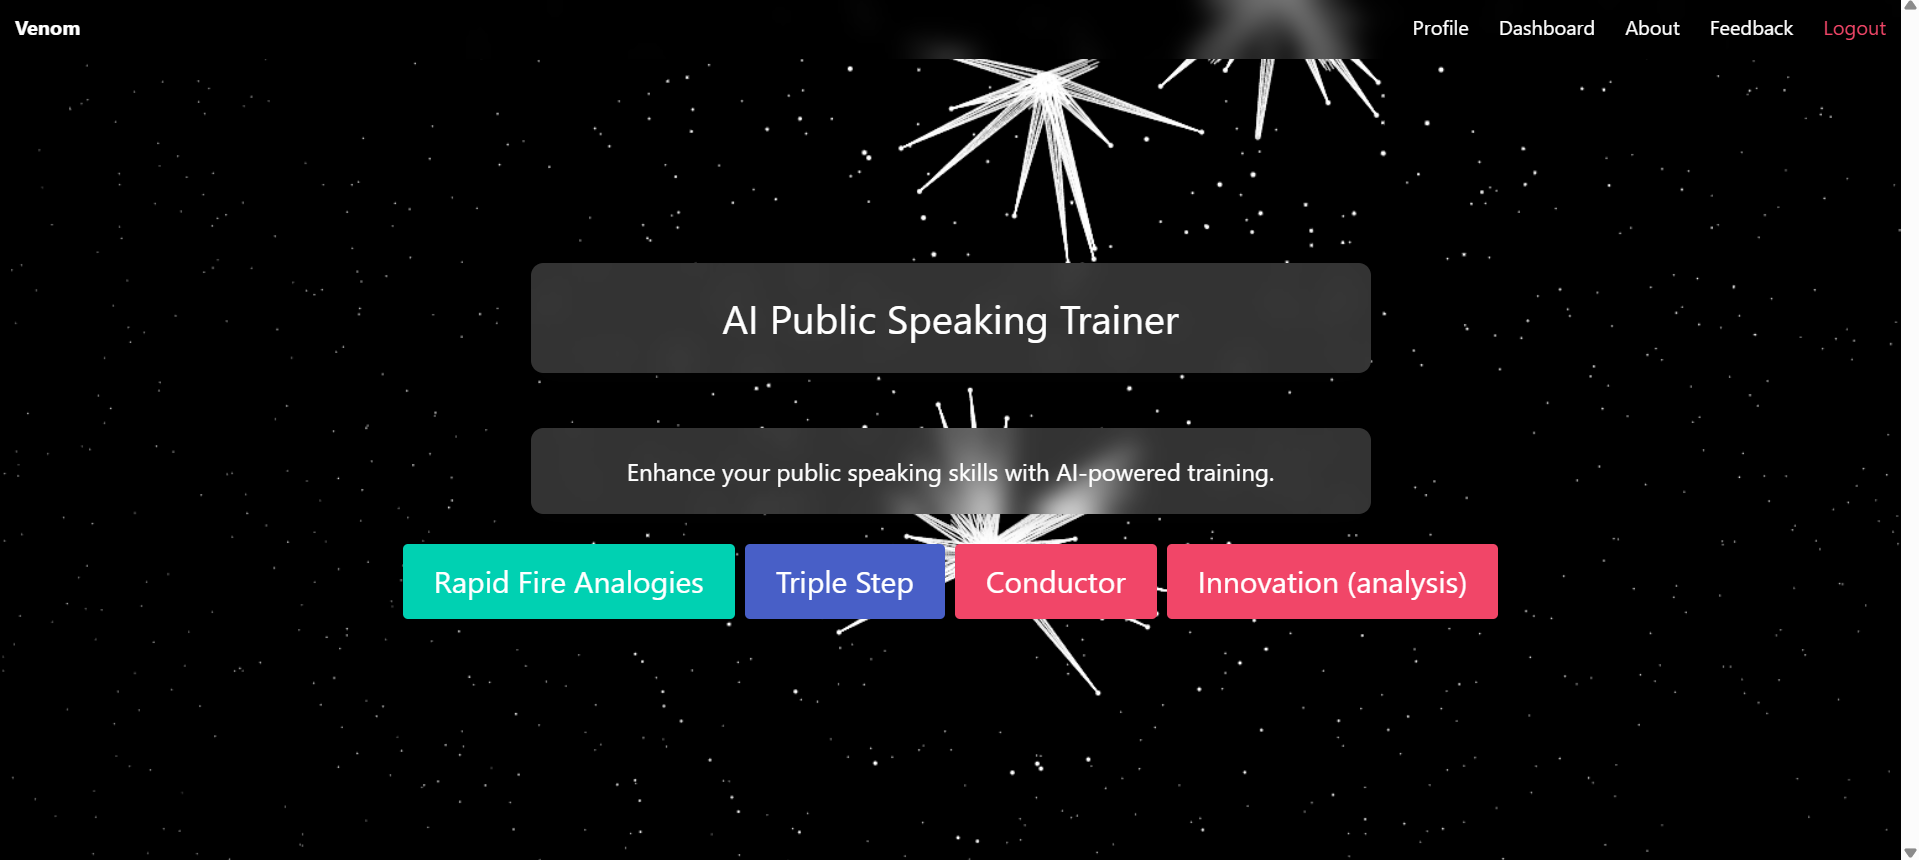 Venom
Profile Dashboard About Feedback Logout
AI Public Speaking Trainer
Enhance your public speaking skills with AI-powered training.
Rapid Fire Analogies Triple Step Conductor Innovation (analysis)